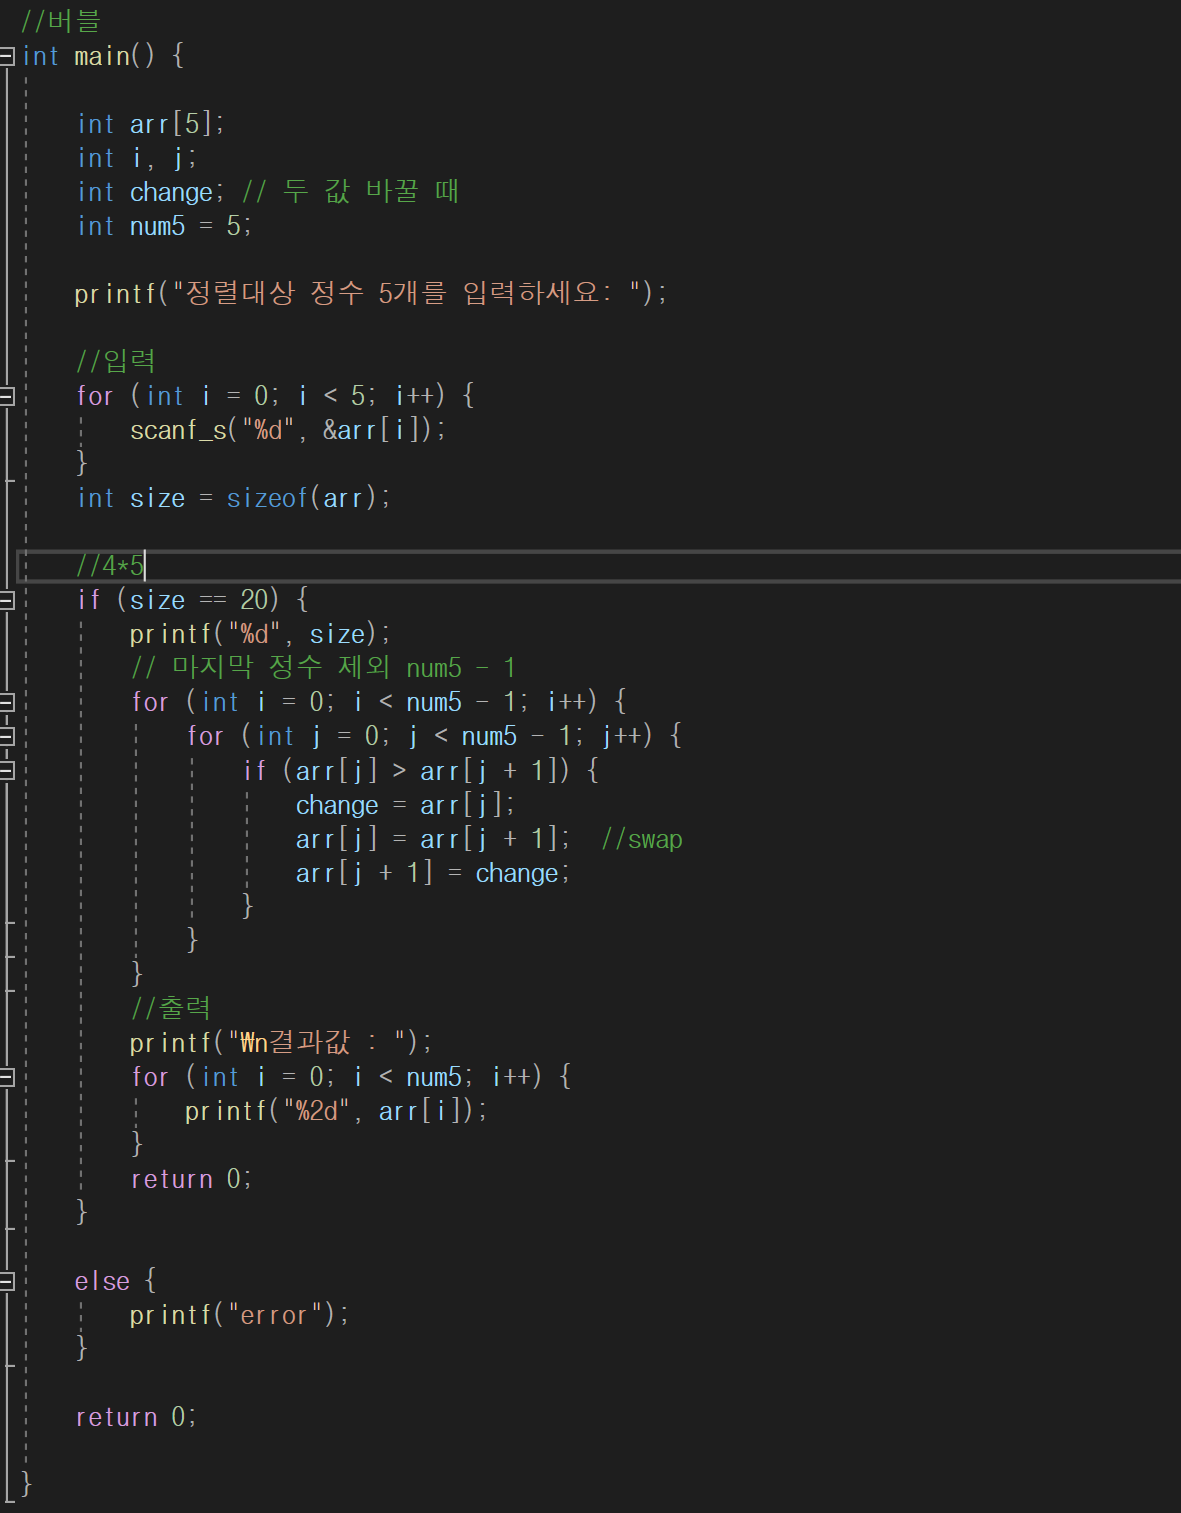 //버블
int main() {
int arr[5];
int i, j;
int change; // 두 값 바꿀 때
int num5 = 5;
printf("정렬대상 정수 5개를 입력하세요: ");
//입력
for (int i = 0; i < 5; i++) {
scanf_s("%d", &arr[i]);
}
int size = sizeof(arr);
//4*5
if (size == 20) {
printf("%d", size);
// 마지막 정수 제외 num5 - 1
for (int i = 0; i < num5 - 1; i++) {
for (int j = 0; j < num5 - 1; j++) {
if (arr[j] > arr[j + 1]) {
change = arr[j];
arr[j] = arr[j + 1];  //swap
arr[j + 1] = change;
}
}
}
//출력
printf("₩n결과값 : ");
for (int i = 0; i < num5; i++) {
printf("%2d", arr[i]);
}
return 0;
}
else {
printf("error");
}
return 0;
}